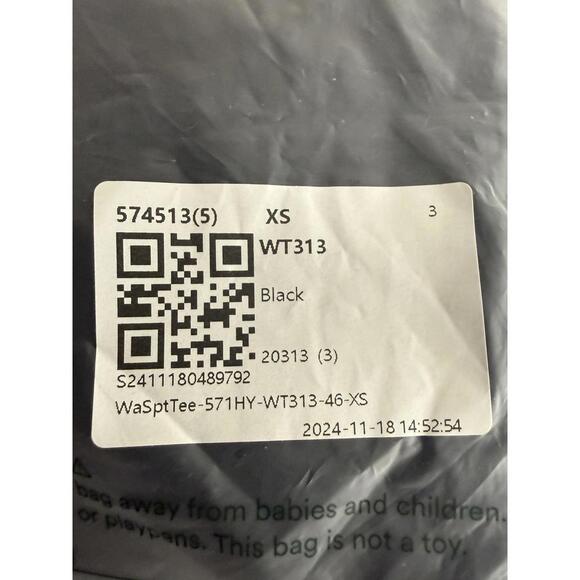 574513(5) XS 3
WT313
Black
20313 (3)
S2411180489792
WaSptTee-571HY-WT313-46-XS
2024-11-18 14:52:54
bag away from babies and children.
or playpens. This bag is not a toy.